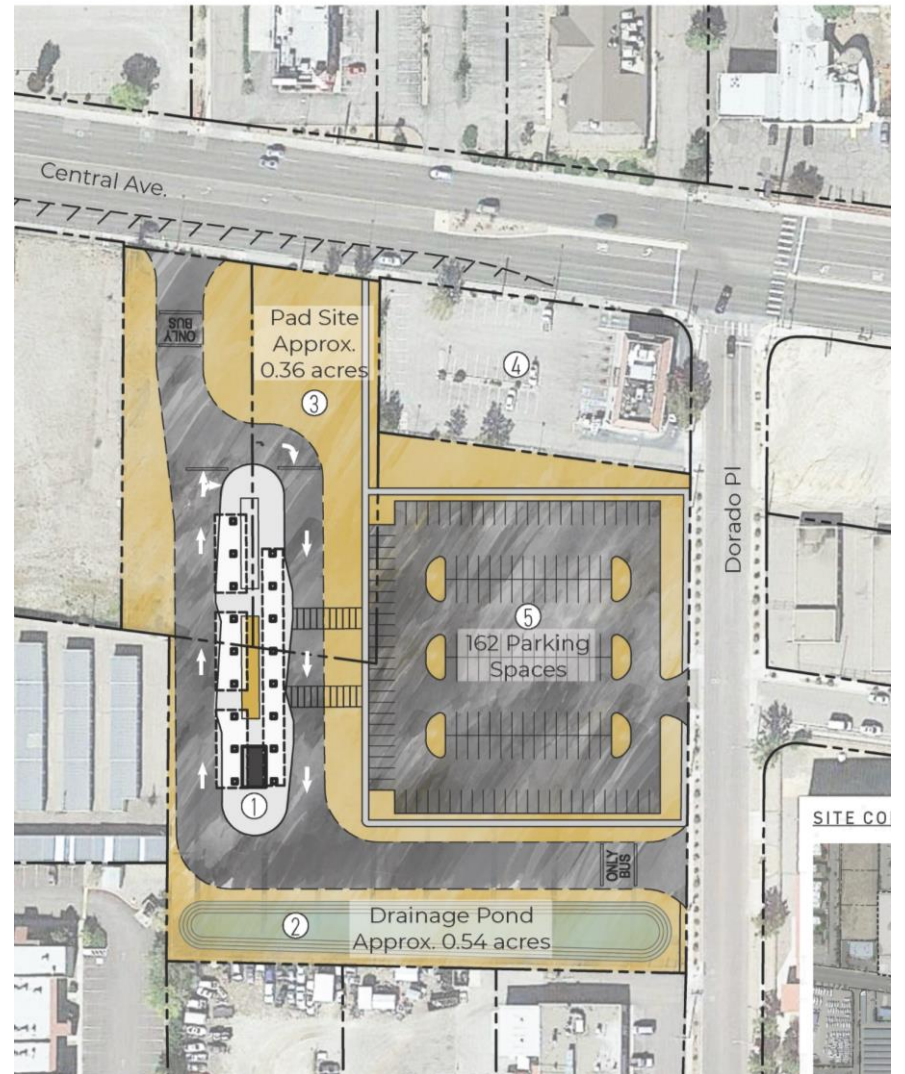 Central Ave.
ONLY
BUS
Pad Site
Approx.
0.36 acres
3
4
Dorado Pl
5
162 Parking
Spaces
1
ONLY
BUS
SITE CO
2
Drainage Pond
Approx. 0.54 acres